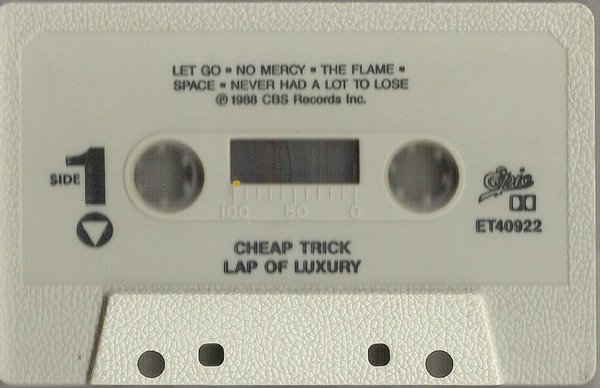 LET GO • NO MERCY • THE FLAME •
SPACE • NEVER HAD A LOT TO LOSE
℗ 1988 CBS Records Inc.
SIDE 1
100 50 0
Epic
ET40922
CHEAP TRICK
LAP OF LUXURY